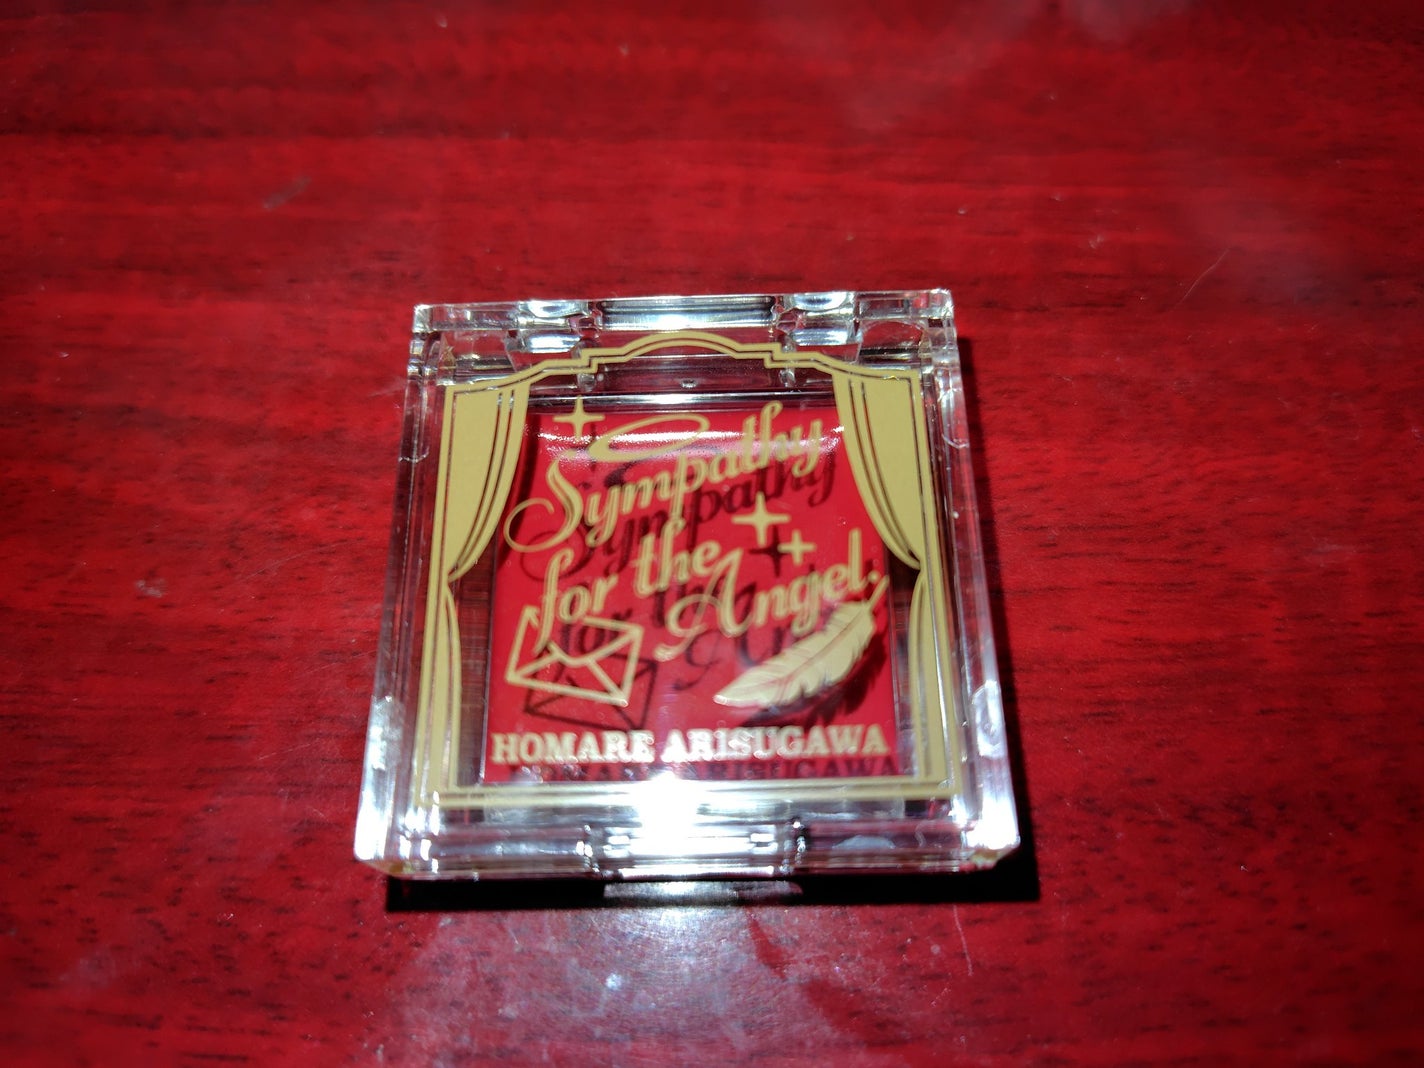 Sympathy
for the
Angel.
HOMARE ARISUGAWA